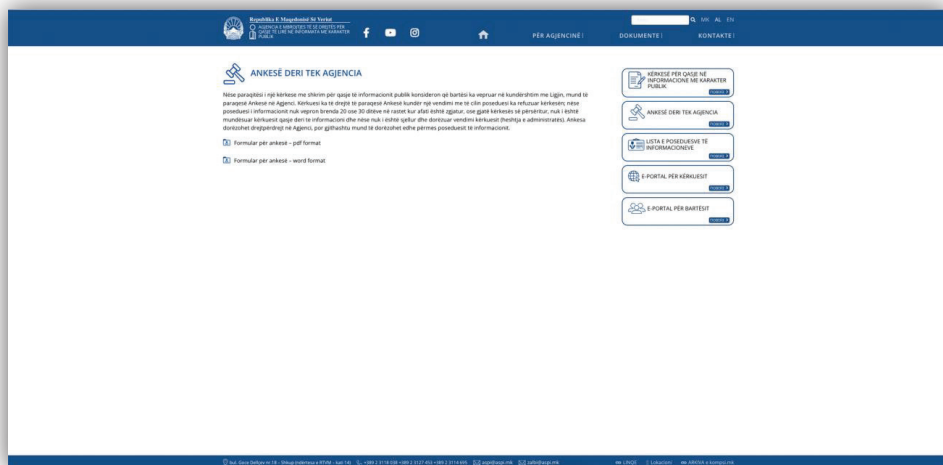 Republika E Maqedonisë Së Veriut
AGJENCIA E MBROJTJES TË SË DREJTËS PËR
QASJE TË LIRË NË INFORMATA ME KARAKTER
PUBLIK
MK AL EN
PËR AGJENCINË
DOKUMENTE
KONTAKTE
ANKESË DERI TEK AGJENCIA
Nëse paraqitësi i një kërkese me shkrim për qasje të informacionit publik konsideron që bartësi ka vepruar në kundërshtim me Ligjin, mund të
paraqesë Ankesë në Agjenci. Kërkuesi ka të drejtë të paraqesë Ankesë kundër një vendimi me të cilin poseduesi ka refuzuar kërkesën; nëse
poseduesi i informacionit nuk vepron brenda 20 ose 30 ditëve në rastet kur afati është zgjatur, ose gjatë kërkesës së përsëritur, nuk i është
mundësuar kërkuesit qasje deri te informacioni dhe nëse nuk i është sjellur dhe dorëzuar vendimi kërkuesit (heshtja e administratës). Ankesa
dorëzohet drejtpërdrejt në Agjenci, por gjithashtu mund të dorëzohet edhe përmes poseduesit të informacionit.
Formular për ankesë – pdf format
Formular për ankesë – word format
KËRKESË PËR QASJE NË
INFORMACIONE ME KARAKTER
PUBLIK
ANKESË DERI TEK AGJENCIA
LISTA E POSEDUESVE TË
INFORMACIONEVE
E-PORTAL PËR KËRKUESIT
E-PORTAL PËR BARTËSIT